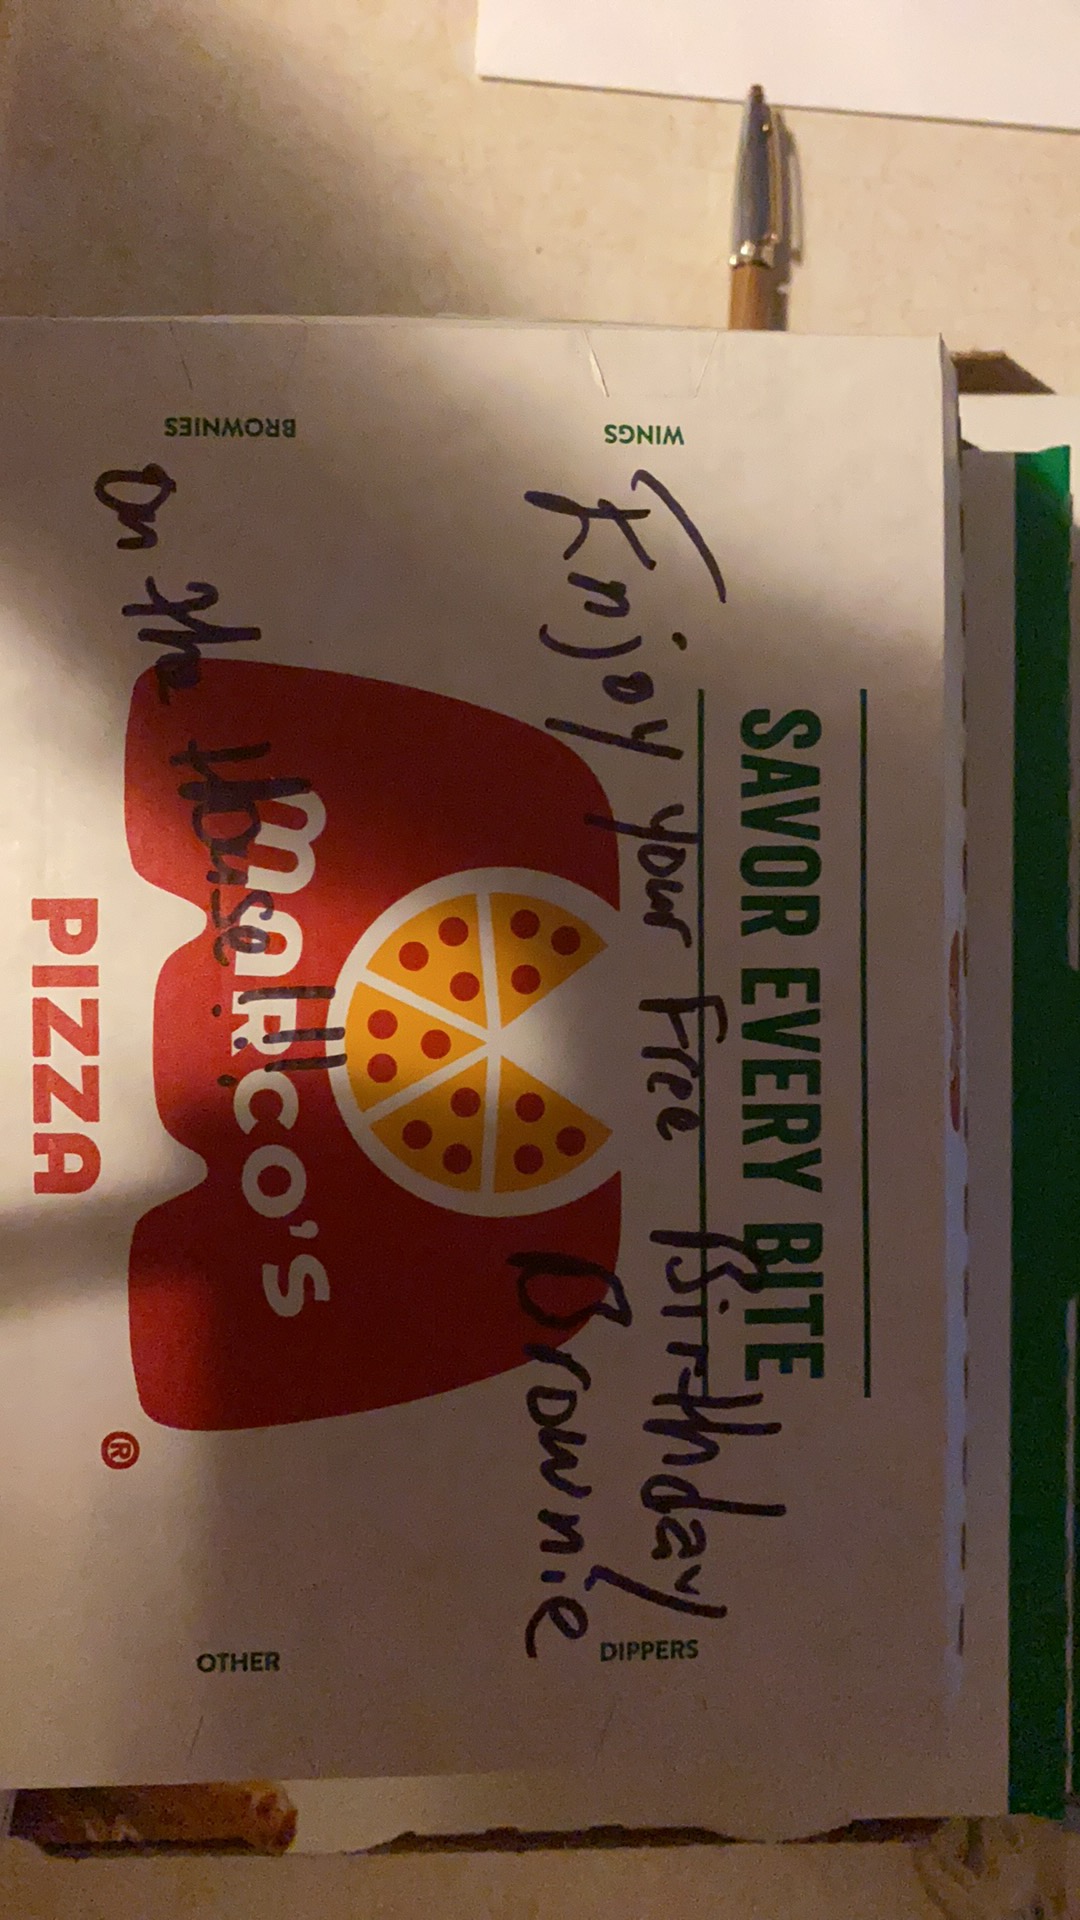 SAVOR EVERY BITE
WINGS
DIPPERS
Enjoy your Free Birthday
Brownie
BROWNIES
OTHER
On the House!!!
MARCO'S
®
PIZZA